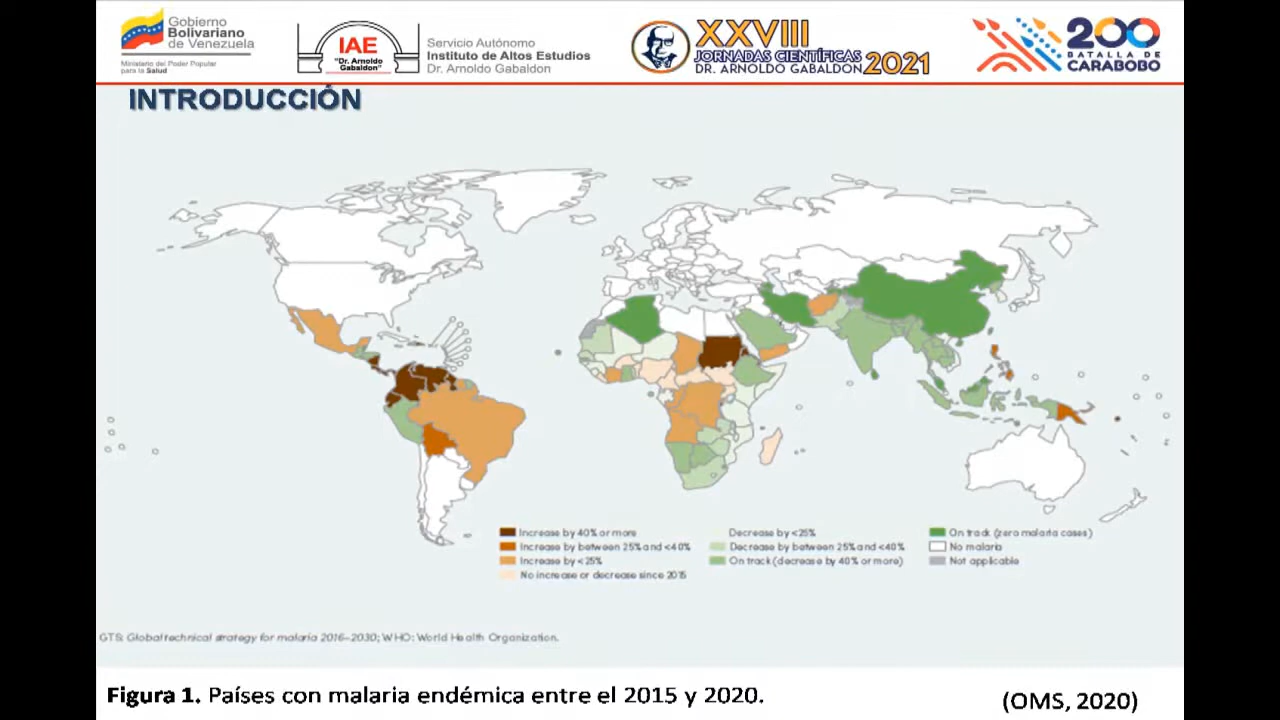 Gobierno
Bolivariano
de Venezuela
Ministerio del Poder Popular
para la Salud
IAE
"Dr. Arnoldo
Gabaldon"
Servicio Autónomo
Instituto de Altos Estudios
Dr. Arnoldo Gabaldon
XXVIII
JORNADAS CIENTÍFICAS
DR. ARNOLDO GABALDON 2021
200
BATALLA DE
CARABOBO
INTRODUCCIÓN
Increase by 40% or more
Increase by between 25% and <40%
Increase by <25%
No increase or decrease since 2015
Decrease by <25%
Decrease by between 25% and <40%
On track (decrease by 40% or more)
On track (zero malaria cases)
No malaria
Not applicable
GTS: Global technical strategy for malaria 2016–2030; WHO: World Health Organization.
Figura 1. Países con malaria endémica entre el 2015 y 2020.
(OMS, 2020)